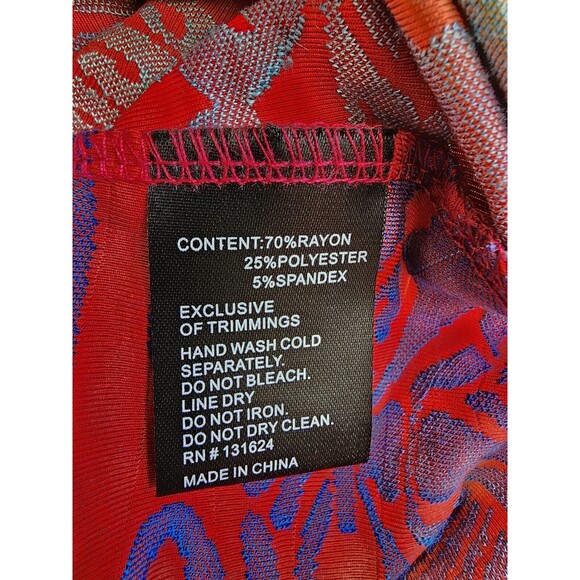 CONTENT:70%RAYON
25%POLYESTER
5%SPANDEX
EXCLUSIVE
OF TRIMMINGS
HAND WASH COLD
SEPARATELY.
DO NOT BLEACH.
LINE DRY
DO NOT IRON.
DO NOT DRY CLEAN.
RN # 131624
MADE IN CHINA